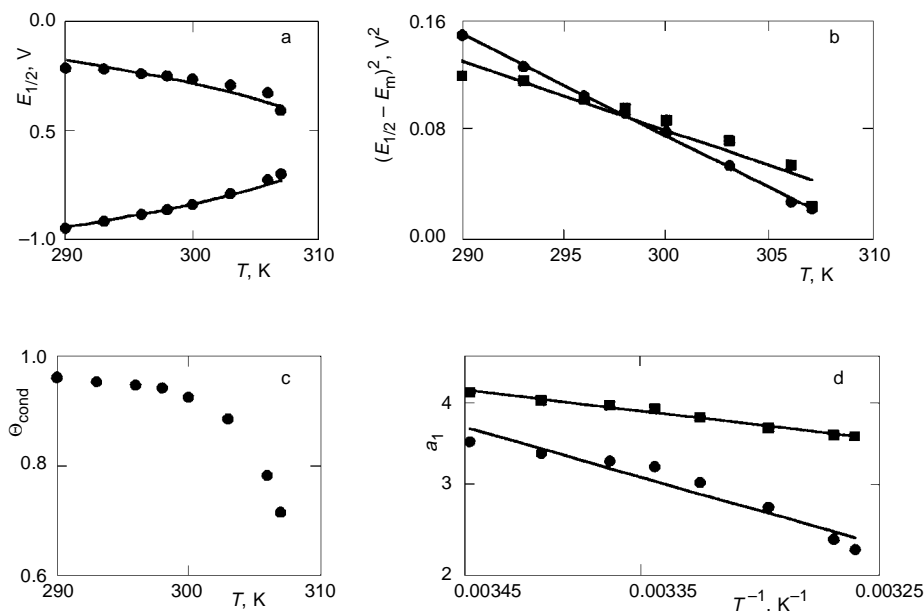 0.0
a
E1/2, V
0.5
–1.0
290
300
310
T, K
0.16
b
(E1/2 – Em)2, V2
0.08
0.00
290
295
300
305
310
T, K
1.0
c
Θcond
0.8
0.6
290
300
310
T, K
d
4
a1
3
2
0.00345
0.00335
0.00325
T–1, K–1